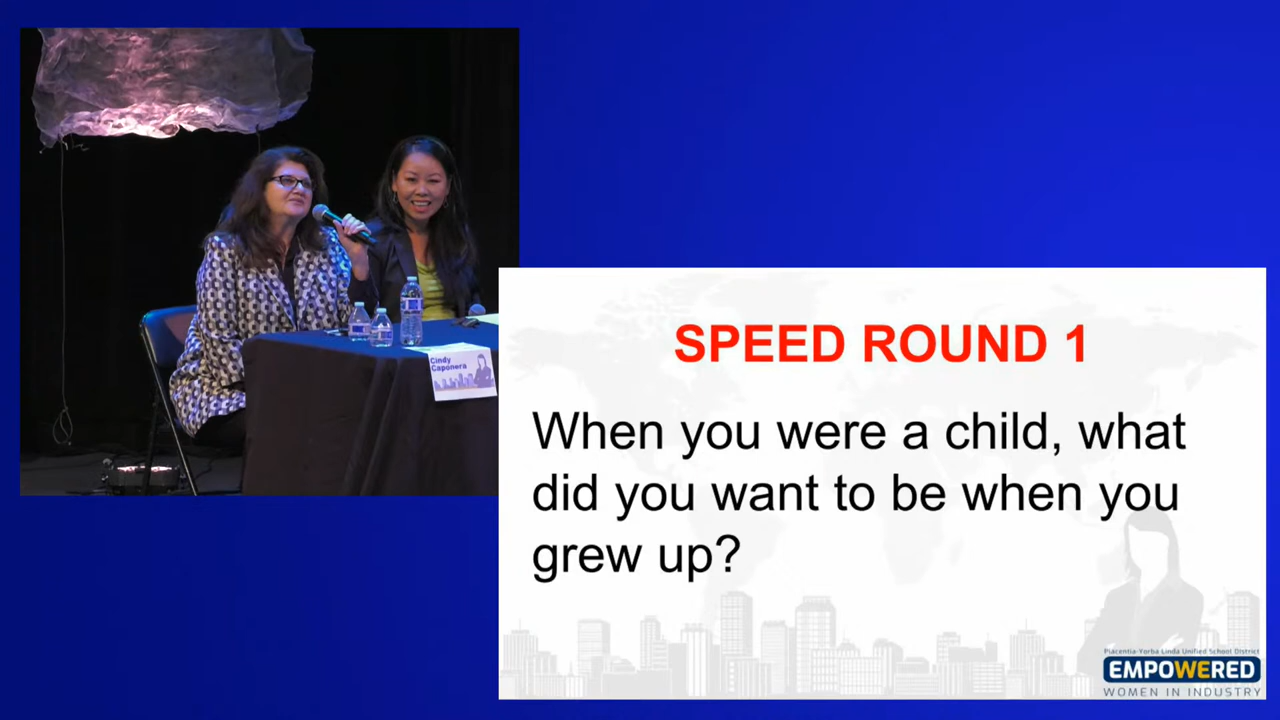 Cindy
Caponera
SPEED ROUND 1
When you were a child, what
did you want to be when you
grew up?
Placentia-Yorba Linda Unified School District
EMPOWERED
WOMEN IN INDUSTRY